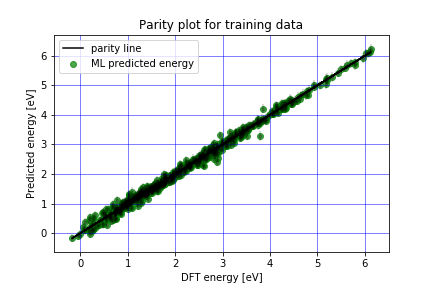 Parity plot for training data
parity line
ML predicted energy
Predicted energy [eV]
6
5
4
3
2
1
0
0 1 2 3 4 5 6
DFT energy [eV]